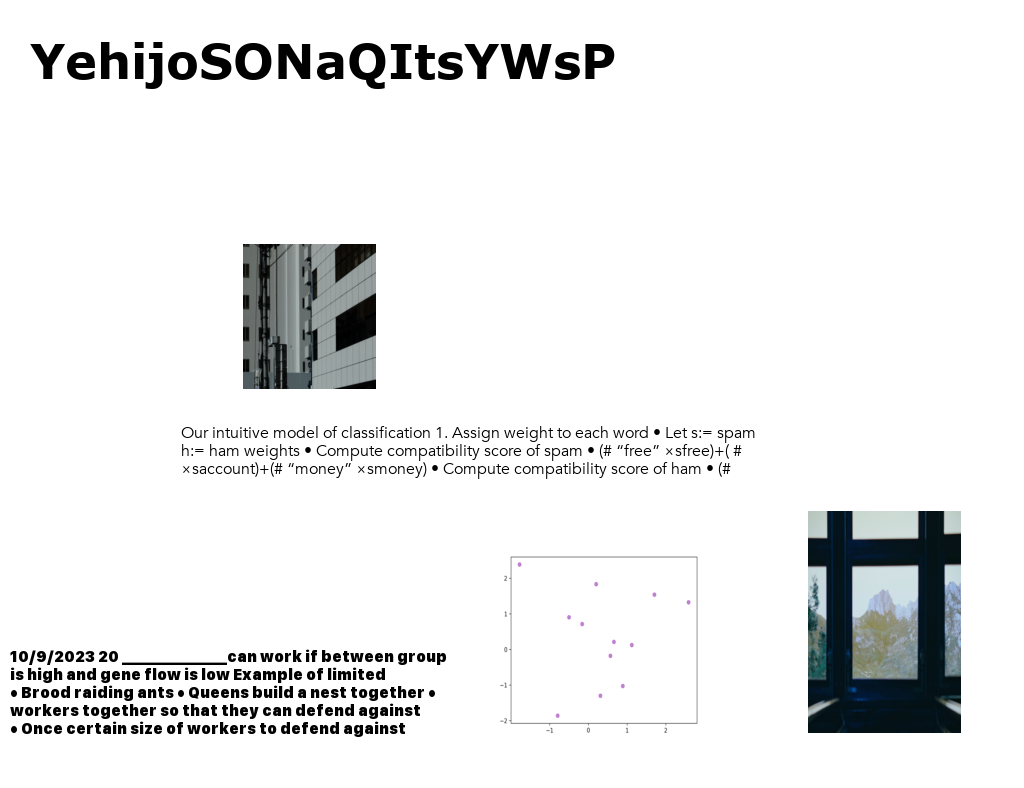 YehijoSONaQItsYWsP
Our intuitive model of classification 1. Assign weight to each word • Let s:= spam
h:= ham weights • Compute compatibility score of spam • (# “free” ×sfree)+( #
×saccount)+(# “money” ×smoney) • Compute compatibility score of ham • (#
10/9/2023 20 ______________can work if between group
is high and gene flow is low Example of limited
• Brood raiding ants • Queens build a nest together •
workers together so that they can defend against
• Once certain size of workers to defend against
2
1
0
−1
−2
−1 0 1 2